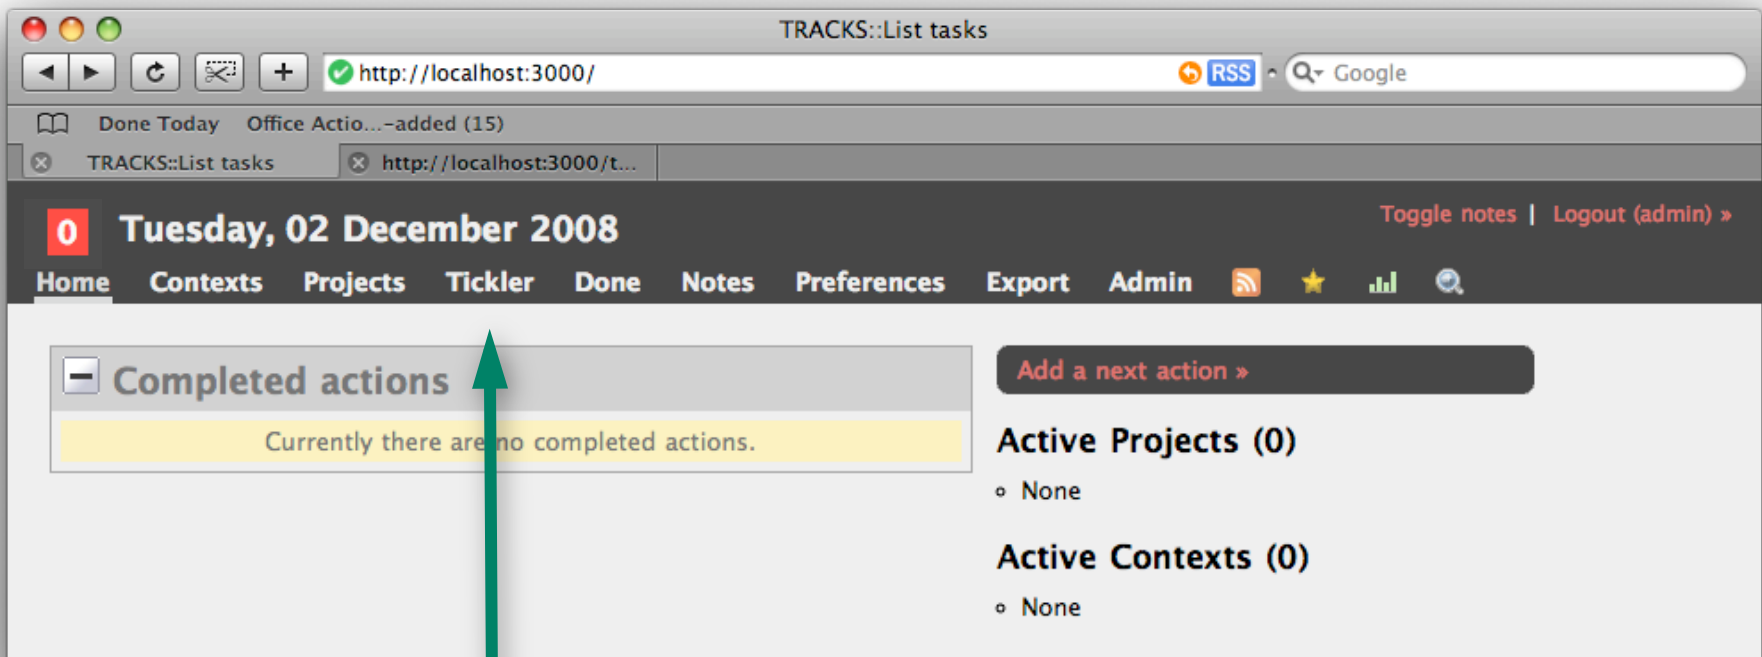 TRACKS::List tasks
http://localhost:3000/ RSS Google
Done Today Office Actio...-added (15)
TRACKS::List tasks http://localhost:3000/t...
0 Tuesday, 02 December 2008 Toggle notes | Logout (admin) »
Home Contexts Projects Tickler Done Notes Preferences Export Admin
Completed actions
Currently there are no completed actions.
Add a next action »
Active Projects (0)
None
Active Contexts (0)
None